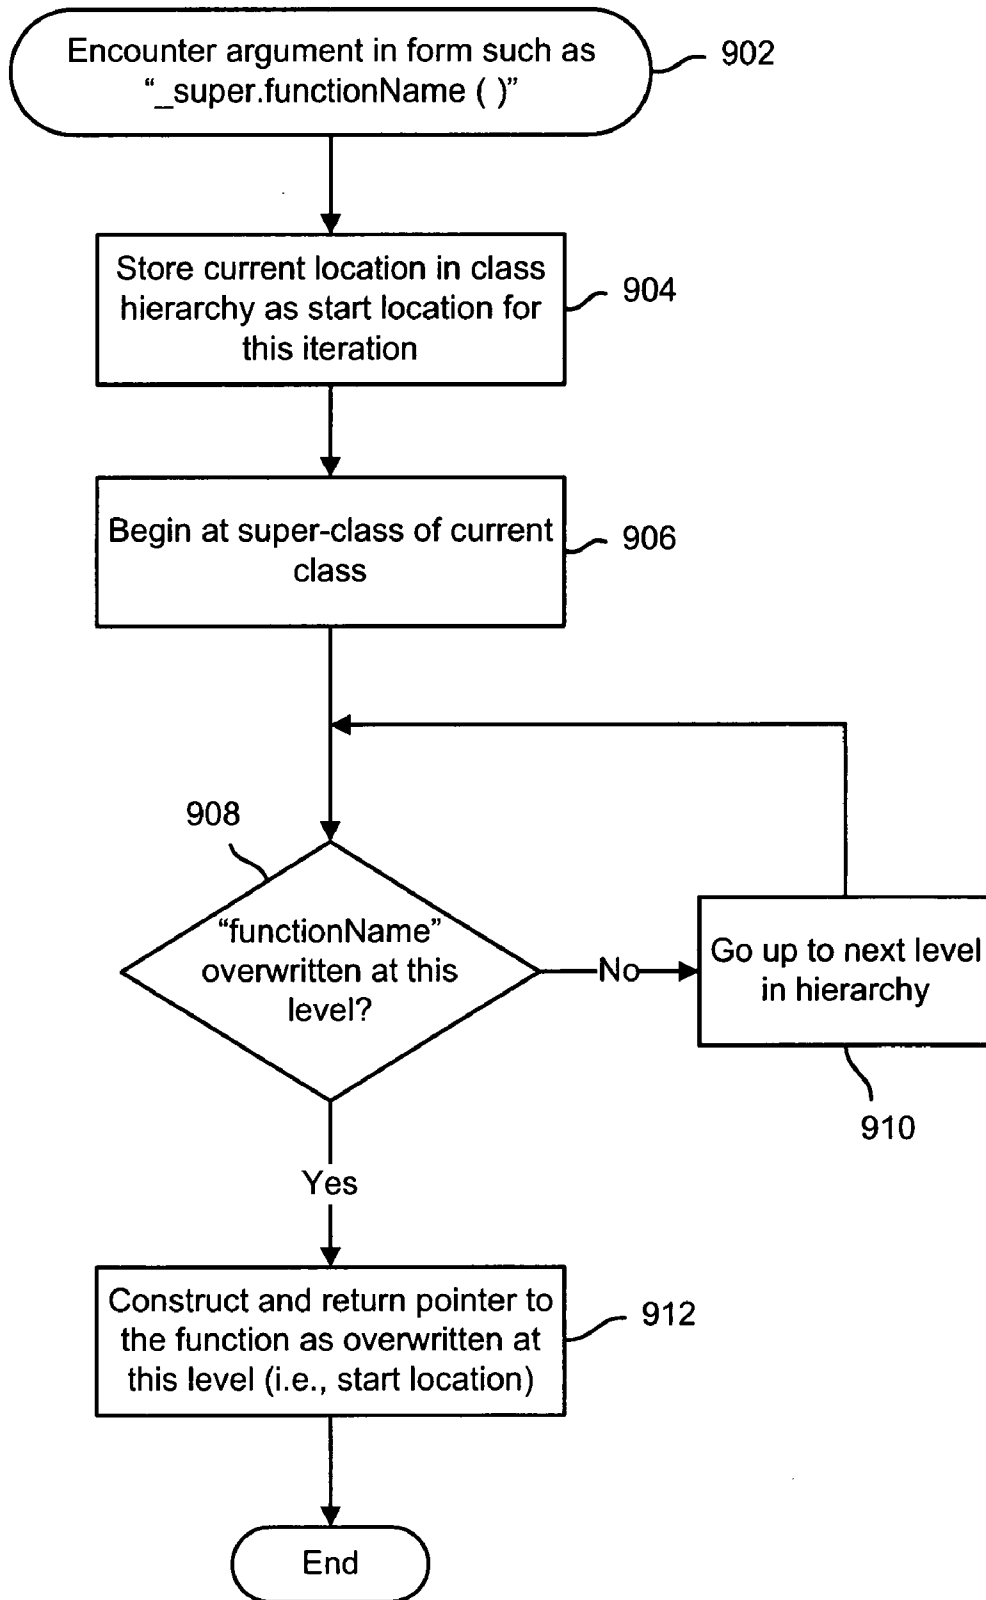 Encounter argument in form such as
“_super.functionName ( )”
902
Store current location in class
hierarchy as start location for
this iteration
904
Begin at super-class of current
class
906
908
“functionName”
overwritten at this
level?
No
Go up to next level
in hierarchy
910
Yes
Construct and return pointer to
the function as overwritten at
this level (i.e., start location)
912
End